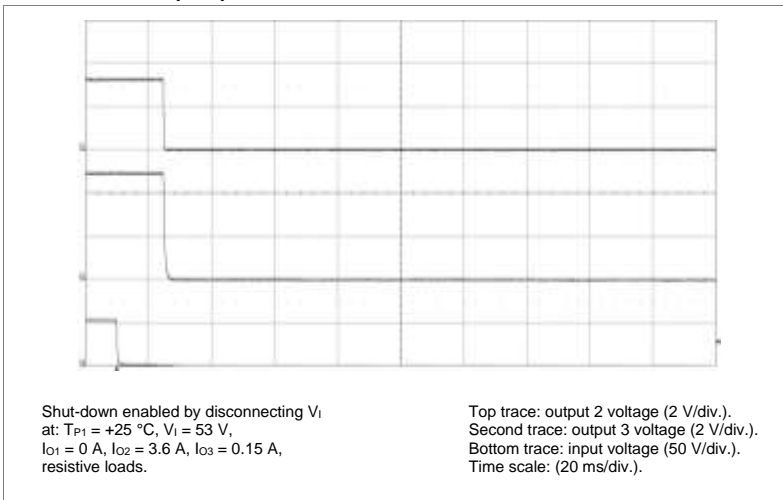 Shut-down enabled by disconnecting VI
at: TP1 = +25 °C, VI = 53 V,
IO1 = 0 A, IO2 = 3.6 A, IO3 = 0.15 A,
resistive loads.
Top trace: output 2 voltage (2 V/div.).
Second trace: output 3 voltage (2 V/div.).
Bottom trace: input voltage (50 V/div.).
Time scale: (20 ms/div.).